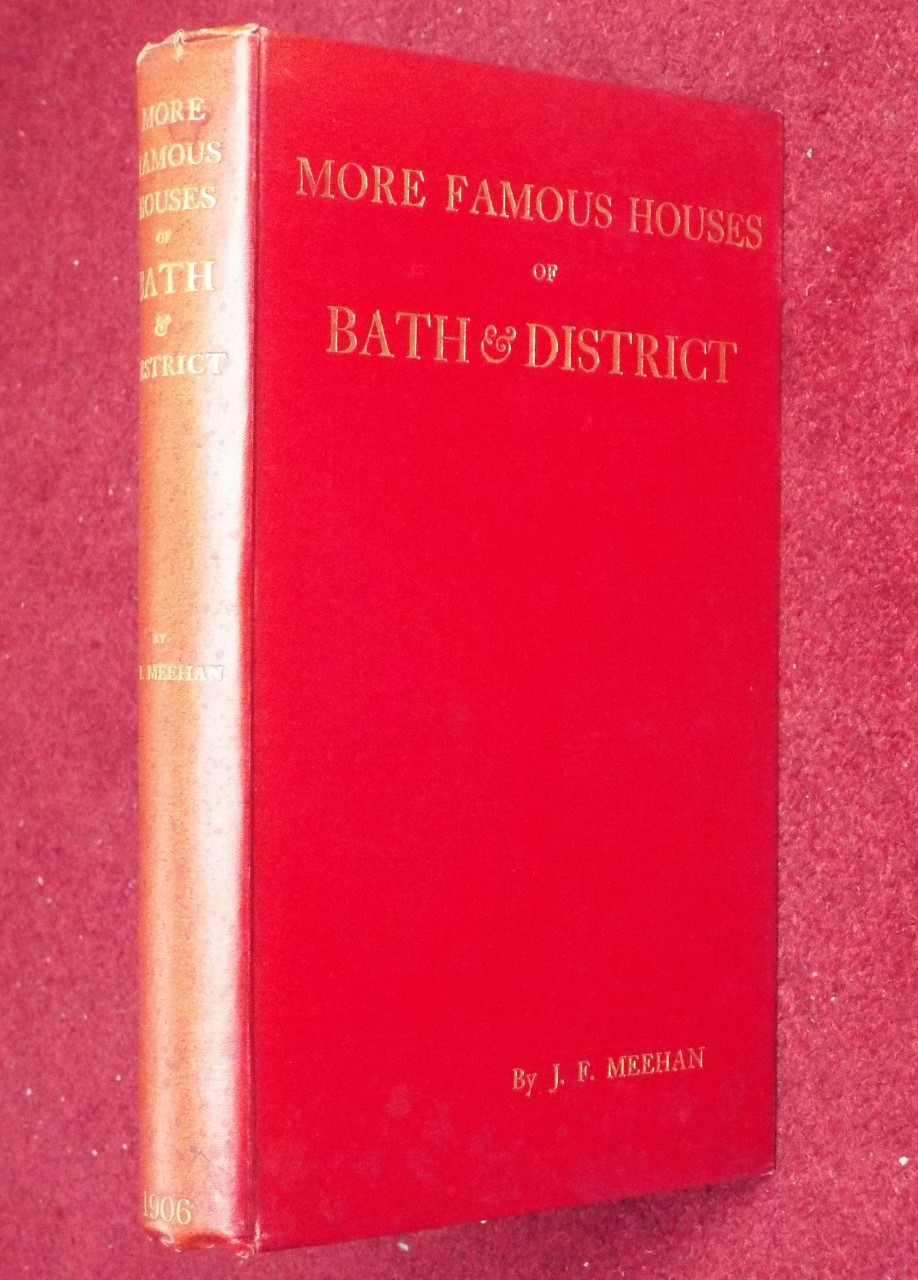 MORE
FAMOUS
HOUSES
OF
BATH
&
DISTRICT
BY
J. F. MEEHAN
1906
MORE FAMOUS HOUSES
OF
BATH & DISTRICT
By J. F. MEEHAN